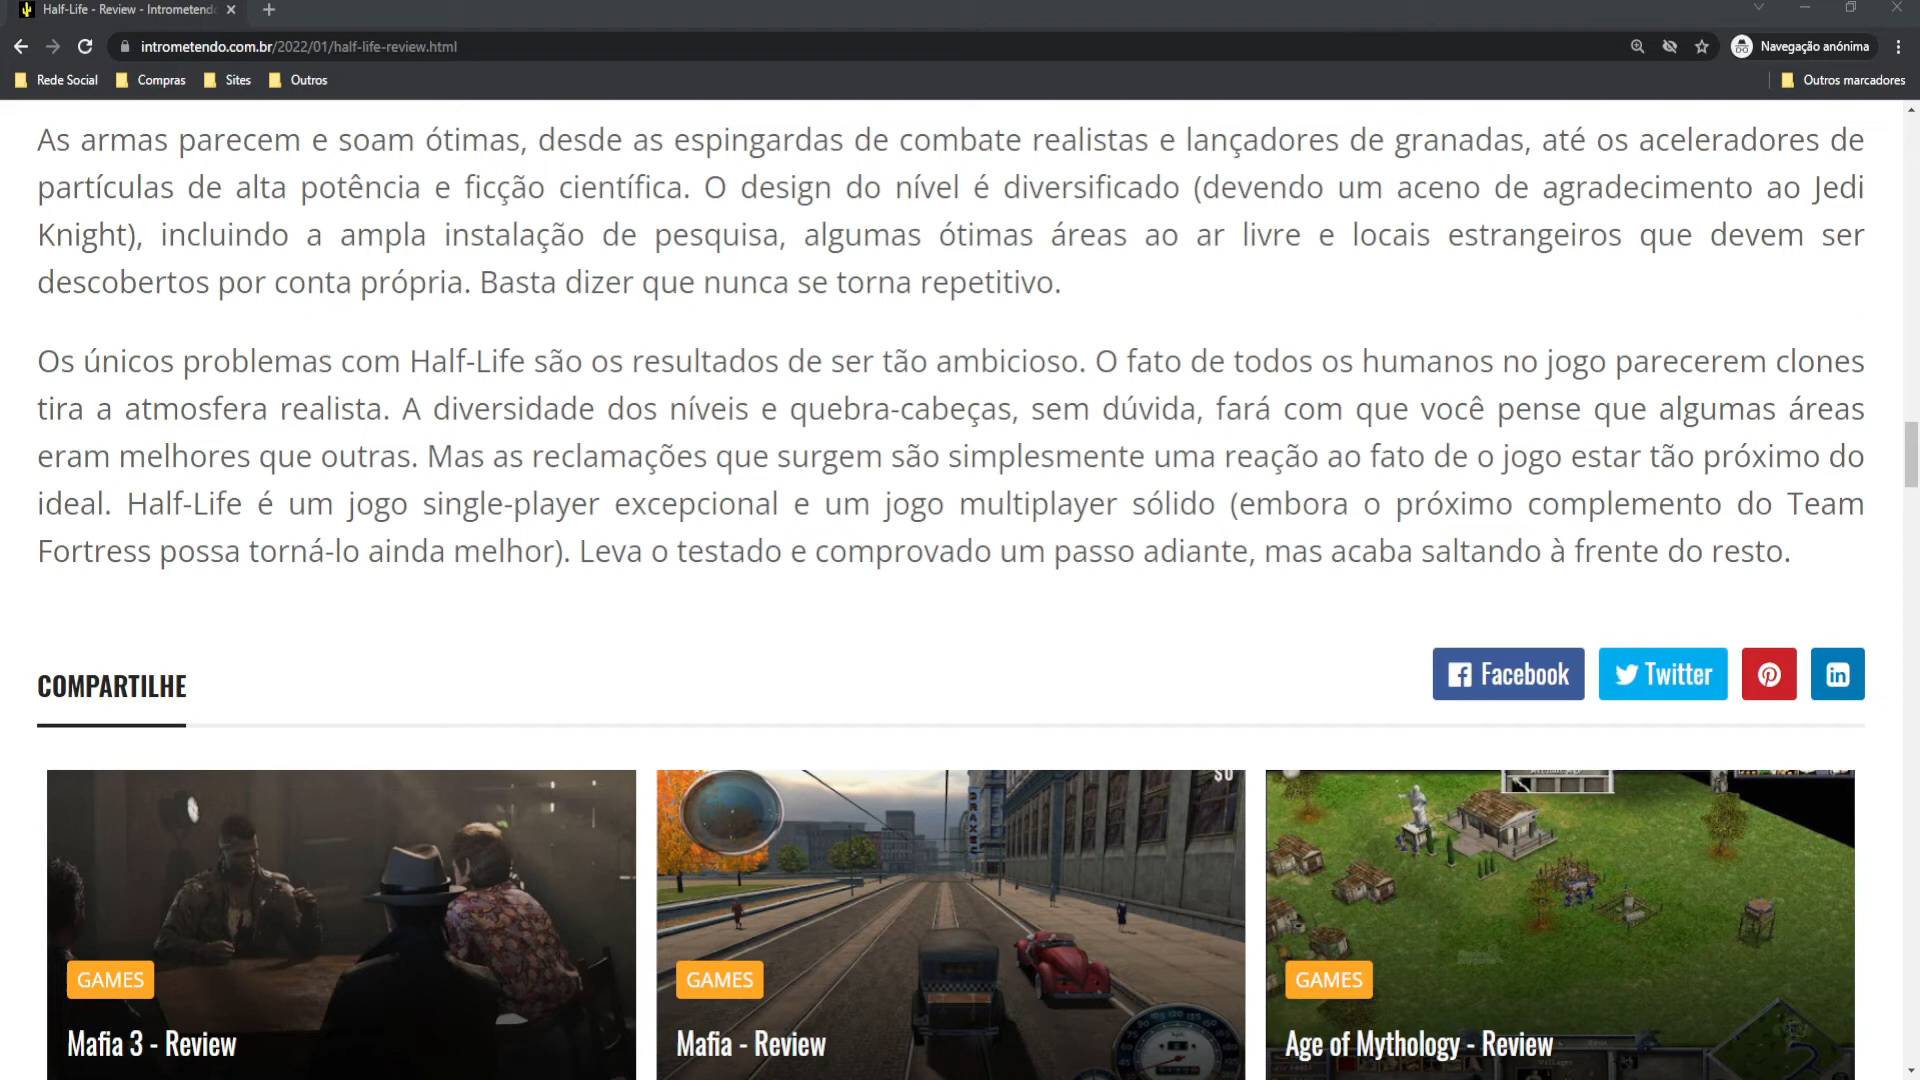 Half-Life - Review - Intrometend
intrometendo.com.br/2022/01/half-life-review.html
Navegação anónima
Rede Social
Compras
Sites
Outros
Outros marcadores
As armas parecem e soam ótimas, desde as espingardas de combate realistas e lançadores de granadas, até os aceleradores de
partículas de alta potência e ficção científica. O design do nível é diversificado (devendo um aceno de agradecimento ao Jedi
Knight), incluindo a ampla instalação de pesquisa, algumas ótimas áreas ao ar livre e locais estrangeiros que devem ser
descobertos por conta própria. Basta dizer que nunca se torna repetitivo.
Os únicos problemas com Half-Life são os resultados de ser tão ambicioso. O fato de todos os humanos no jogo parecerem clones
tira a atmosfera realista. A diversidade dos níveis e quebra-cabeças, sem dúvida, fará com que você pense que algumas áreas
eram melhores que outras. Mas as reclamações que surgem são simplesmente uma reação ao fato de o jogo estar tão próximo do
ideal. Half-Life é um jogo single-player excepcional e um jogo multiplayer sólido (embora o próximo complemento do Team
Fortress possa torná-lo ainda melhor). Leva o testado e comprovado um passo adiante, mas acaba saltando à frente do resto.
COMPARTILHE
Facebook
Twitter
GAMES
Mafia 3 - Review
GAMES
Mafia - Review
GAMES
Age of Mythology - Review